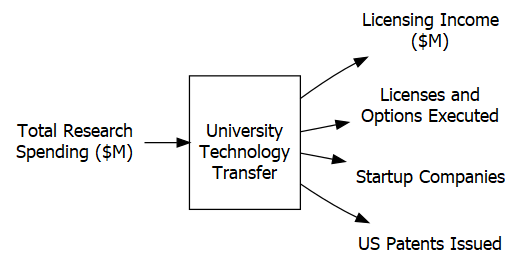 Total Research
Spending ($M)
University
Technology
Transfer
Licensing Income
($M)
Licenses and
Options Executed
Startup Companies
US Patents Issued